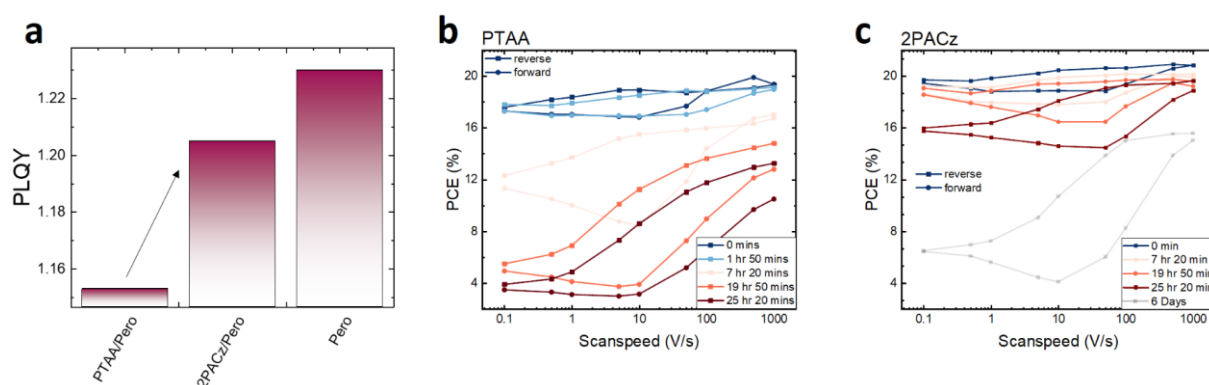 a
PLQY
1.22
1.20
1.18
1.16
PTAA/Pero
2PACz/Pero
Pero
b
PTAA
reverse
forward
PCE (%)
20
16
12
8
4
0 mins
1 hr 50 mins
7 hr 20 mins
19 hr 50 mins
25 hr 20 mins
0.1
1
10
100
1000
Scanspeed (V/s)
c
2PACz
PCE (%)
20
16
12
8
4
reverse
forward
0 min
7 hr 20 min
19 hr 50 min
25 hr 20 min
6 Days
0.1
1
10
100
1000
Scanspeed (V/s)